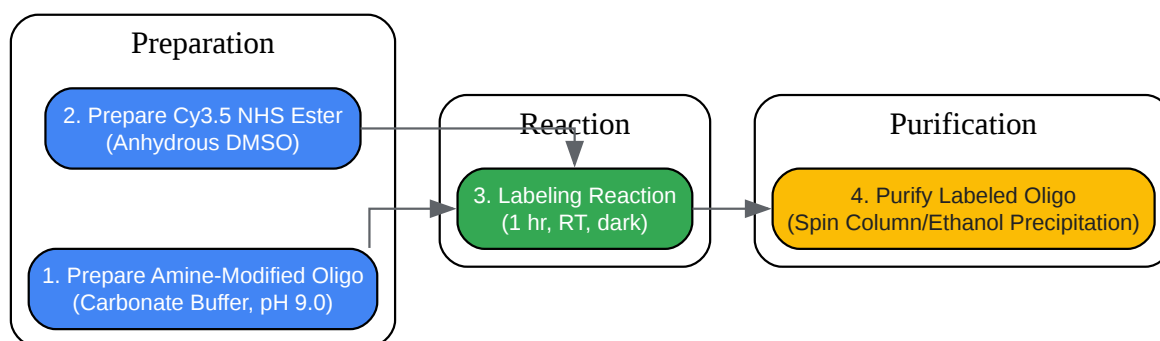 Preparation
2. Prepare Cy3.5 NHS Ester
(Anhydrous DMSO)
1. Prepare Amine-Modified Oligo
(Carbonate Buffer, pH 9.0)
Reaction
3. Labeling Reaction
(1 hr, RT, dark)
Purification
4. Purify Labeled Oligo
(Spin Column/Ethanol Precipitation)